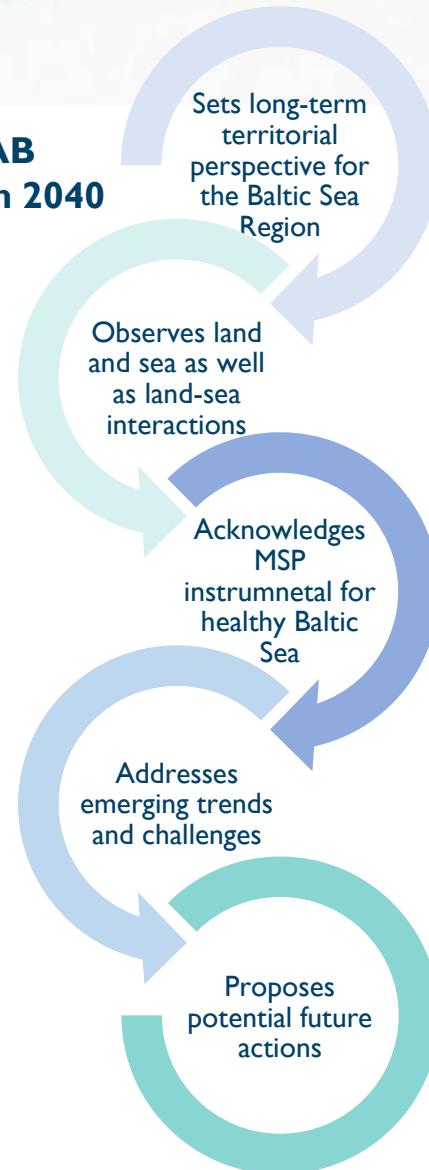 Sets long-term
territorial
perspective for
the Baltic Sea
Region
AB
2040
Observes land
and sea as well
as land-sea
interactions
Acknowledges
MSP
instrumnetal for
healthy Baltic
Sea
Addresses
emerging trends
and challenges
Proposes
potential future
actions